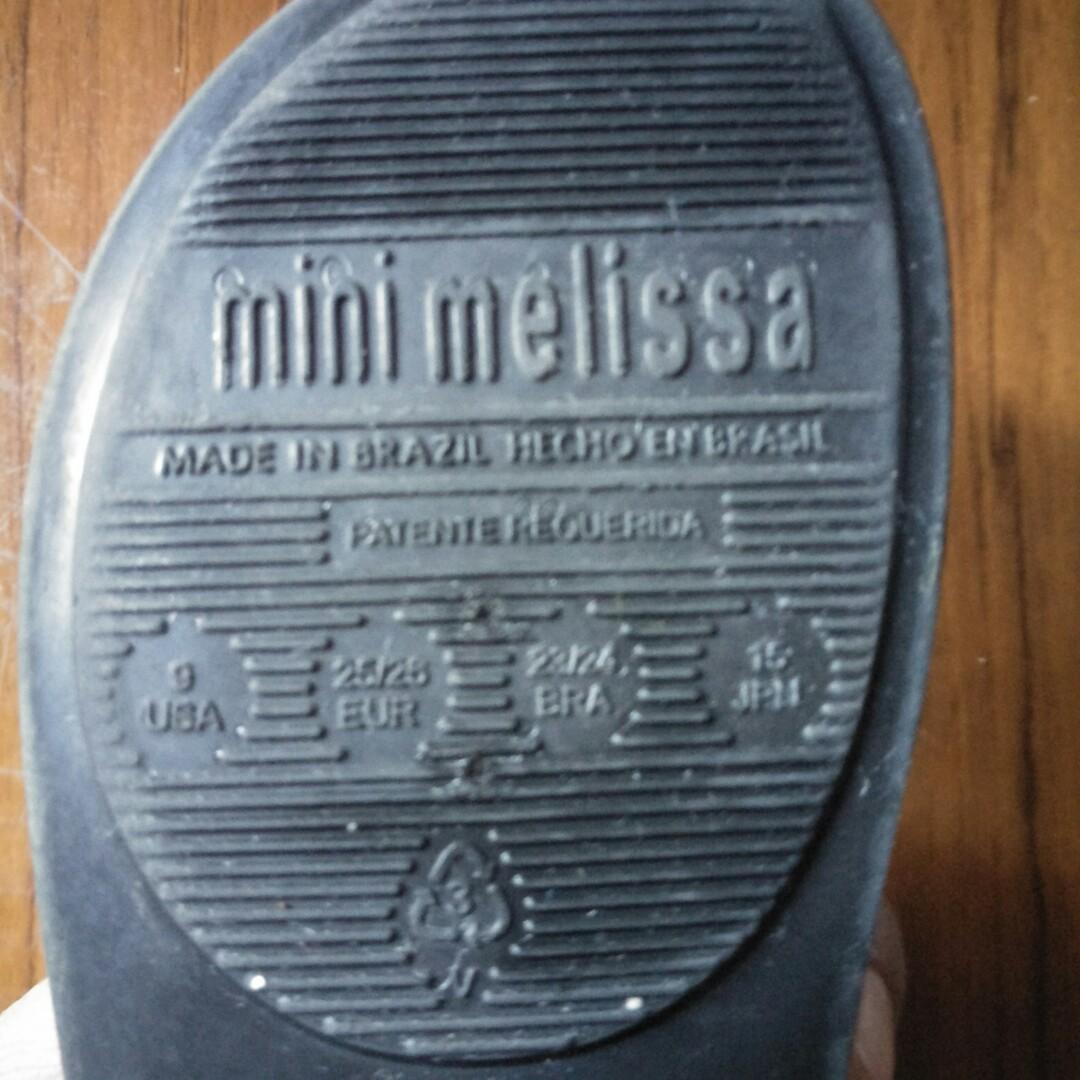 mini melissa
MADE IN BRAZIL HECHO EN BRASIL
PATENTE REQUERIDA
9 25/26 23/24 15
USA EUR BRA JPN